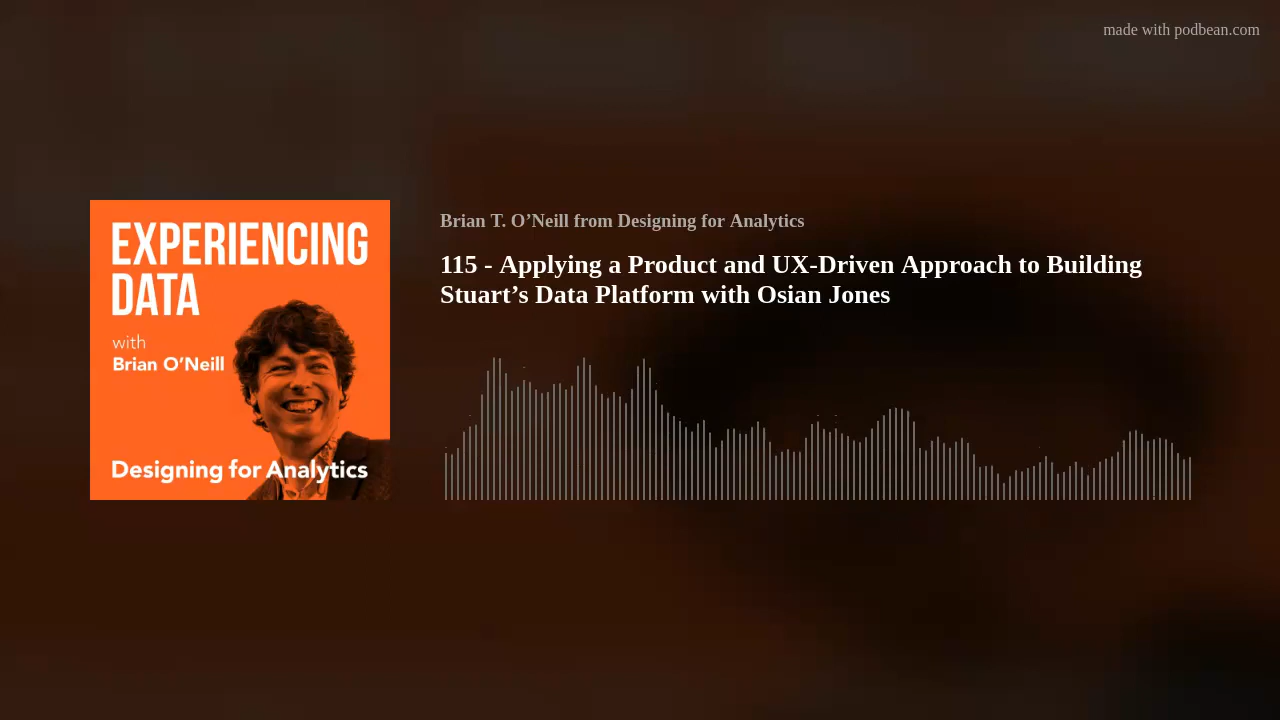 made with podbean.com
EXPERIENCING
DATA
with
Brian O'Neill
Designing for Analytics
Brian T. O’Neill from Designing for Analytics
115 - Applying a Product and UX-Driven Approach to Building
Stuart’s Data Platform with Osian Jones